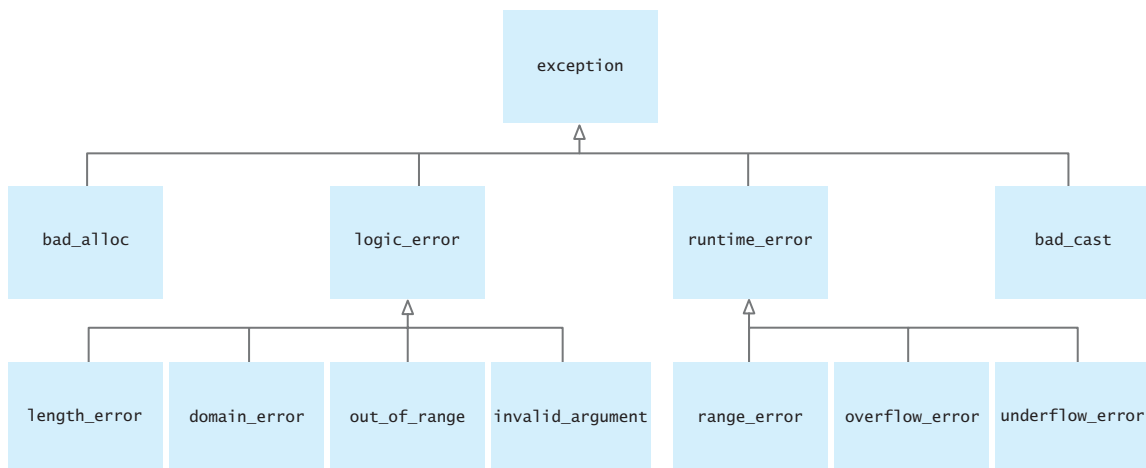 exception
bad_alloc
logic_error
runtime_error
bad_cast
length_error
domain_error
out_of_range
invalid_argument
range_error
overflow_error
underflow_error